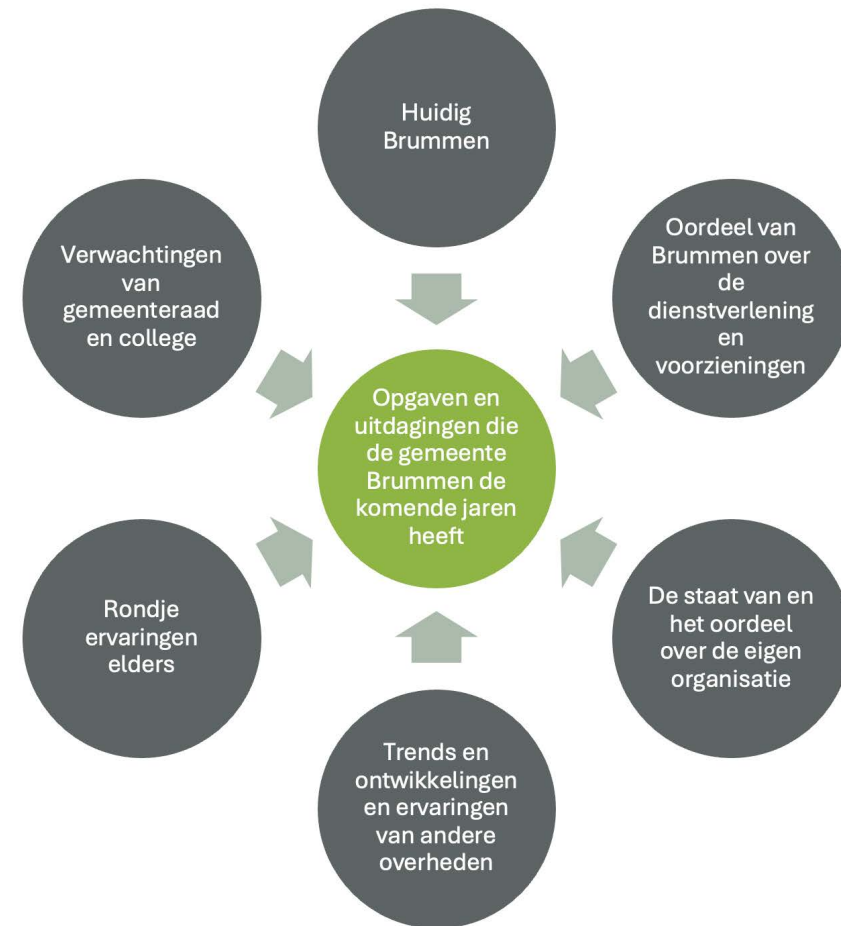 Huidig
Brummen
Oordeel van
Brummen over
de
dienstverlening
en
voorzieningen
De staat van en
het oordeel
over de eigen
organisatie
Trends en
ontwikkelingen
en ervaringen
van andere
overheden
Rondje
ervaringen
elders
Verwachtingen
van
gemeenteraad
en college
Opgaven en
uitdagingen die
de gemeente
Brummen de
komende jaren
heeft